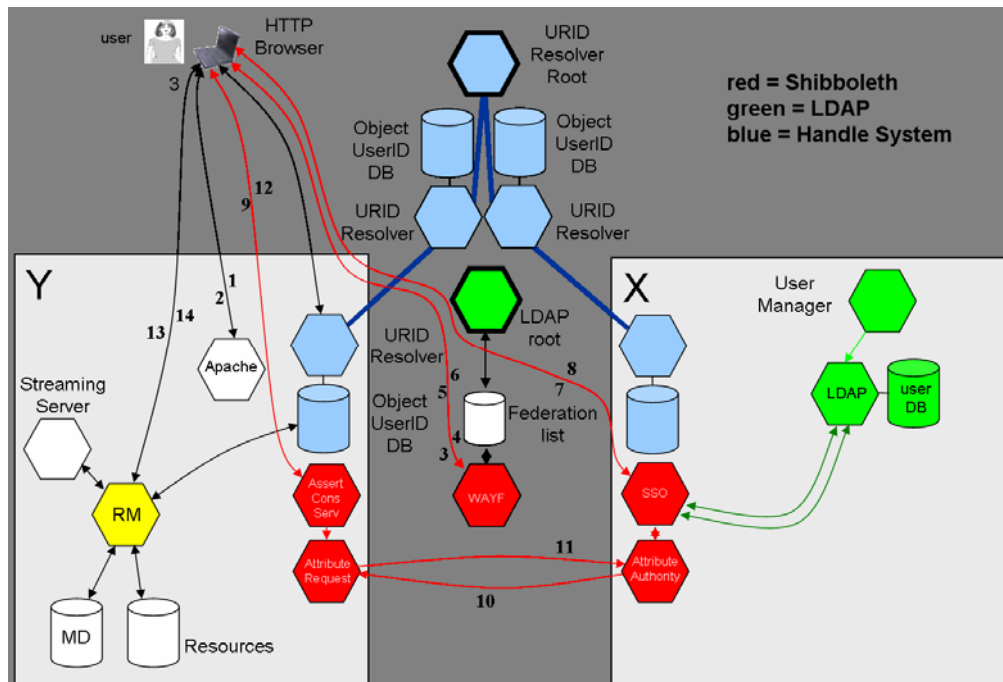 user
HTTP
Browser
3
URID
Resolver
Root
red = Shibboleth
green = LDAP
blue = Handle System
Object
UserID
DB
Object
UserID
DB
12
9
URID
Resolver
URID
Resolver
Y
X
1
2
14
13
Apache
Streaming
Server
RM
MD
Resources
URID
Resolver
Object
UserID
DB
Assert
Cons
Serv
Attribute
Request
LDAP
root
6
5
8
7
4
3
Federation
list
WAYF
11
10
User
Manager
LDAP
user
DB
SSO
Attribute
Authority